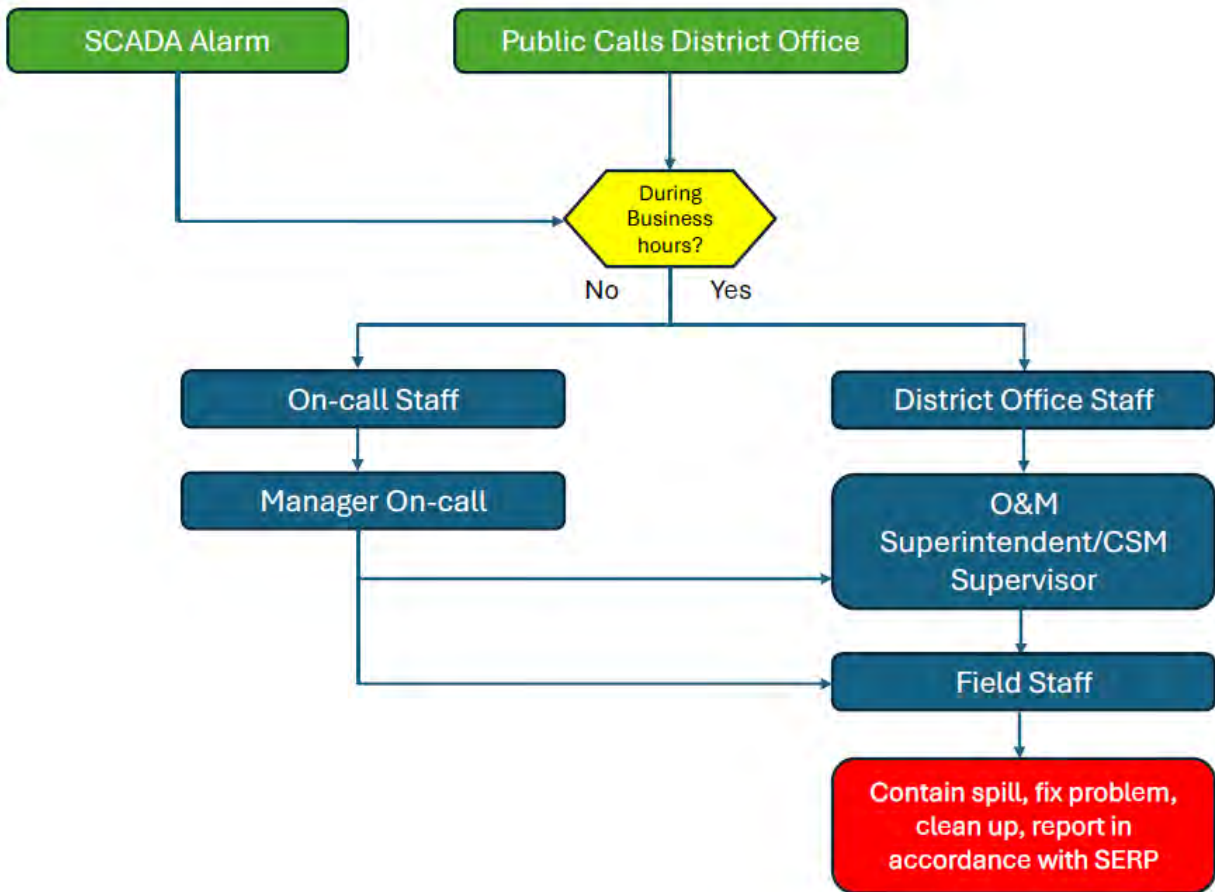 SCADA Alarm
Public Calls District Office
During
Business
hours?
No
Yes
On-call Staff
District Office Staff
Manager On-call
O&M
Superintendent/CSM
Supervisor
Field Staff
Contain spill, fix problem,
clean up, report in
accordance with SERP